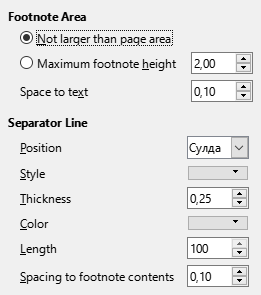 Footnote Area
Not larger than page area
Maximum footnote height 2,00
Space to text 0,10
Separator Line
Position Сулда
Style
Thickness 0,25
Color
Length 100
Spacing to footnote contents 0,10